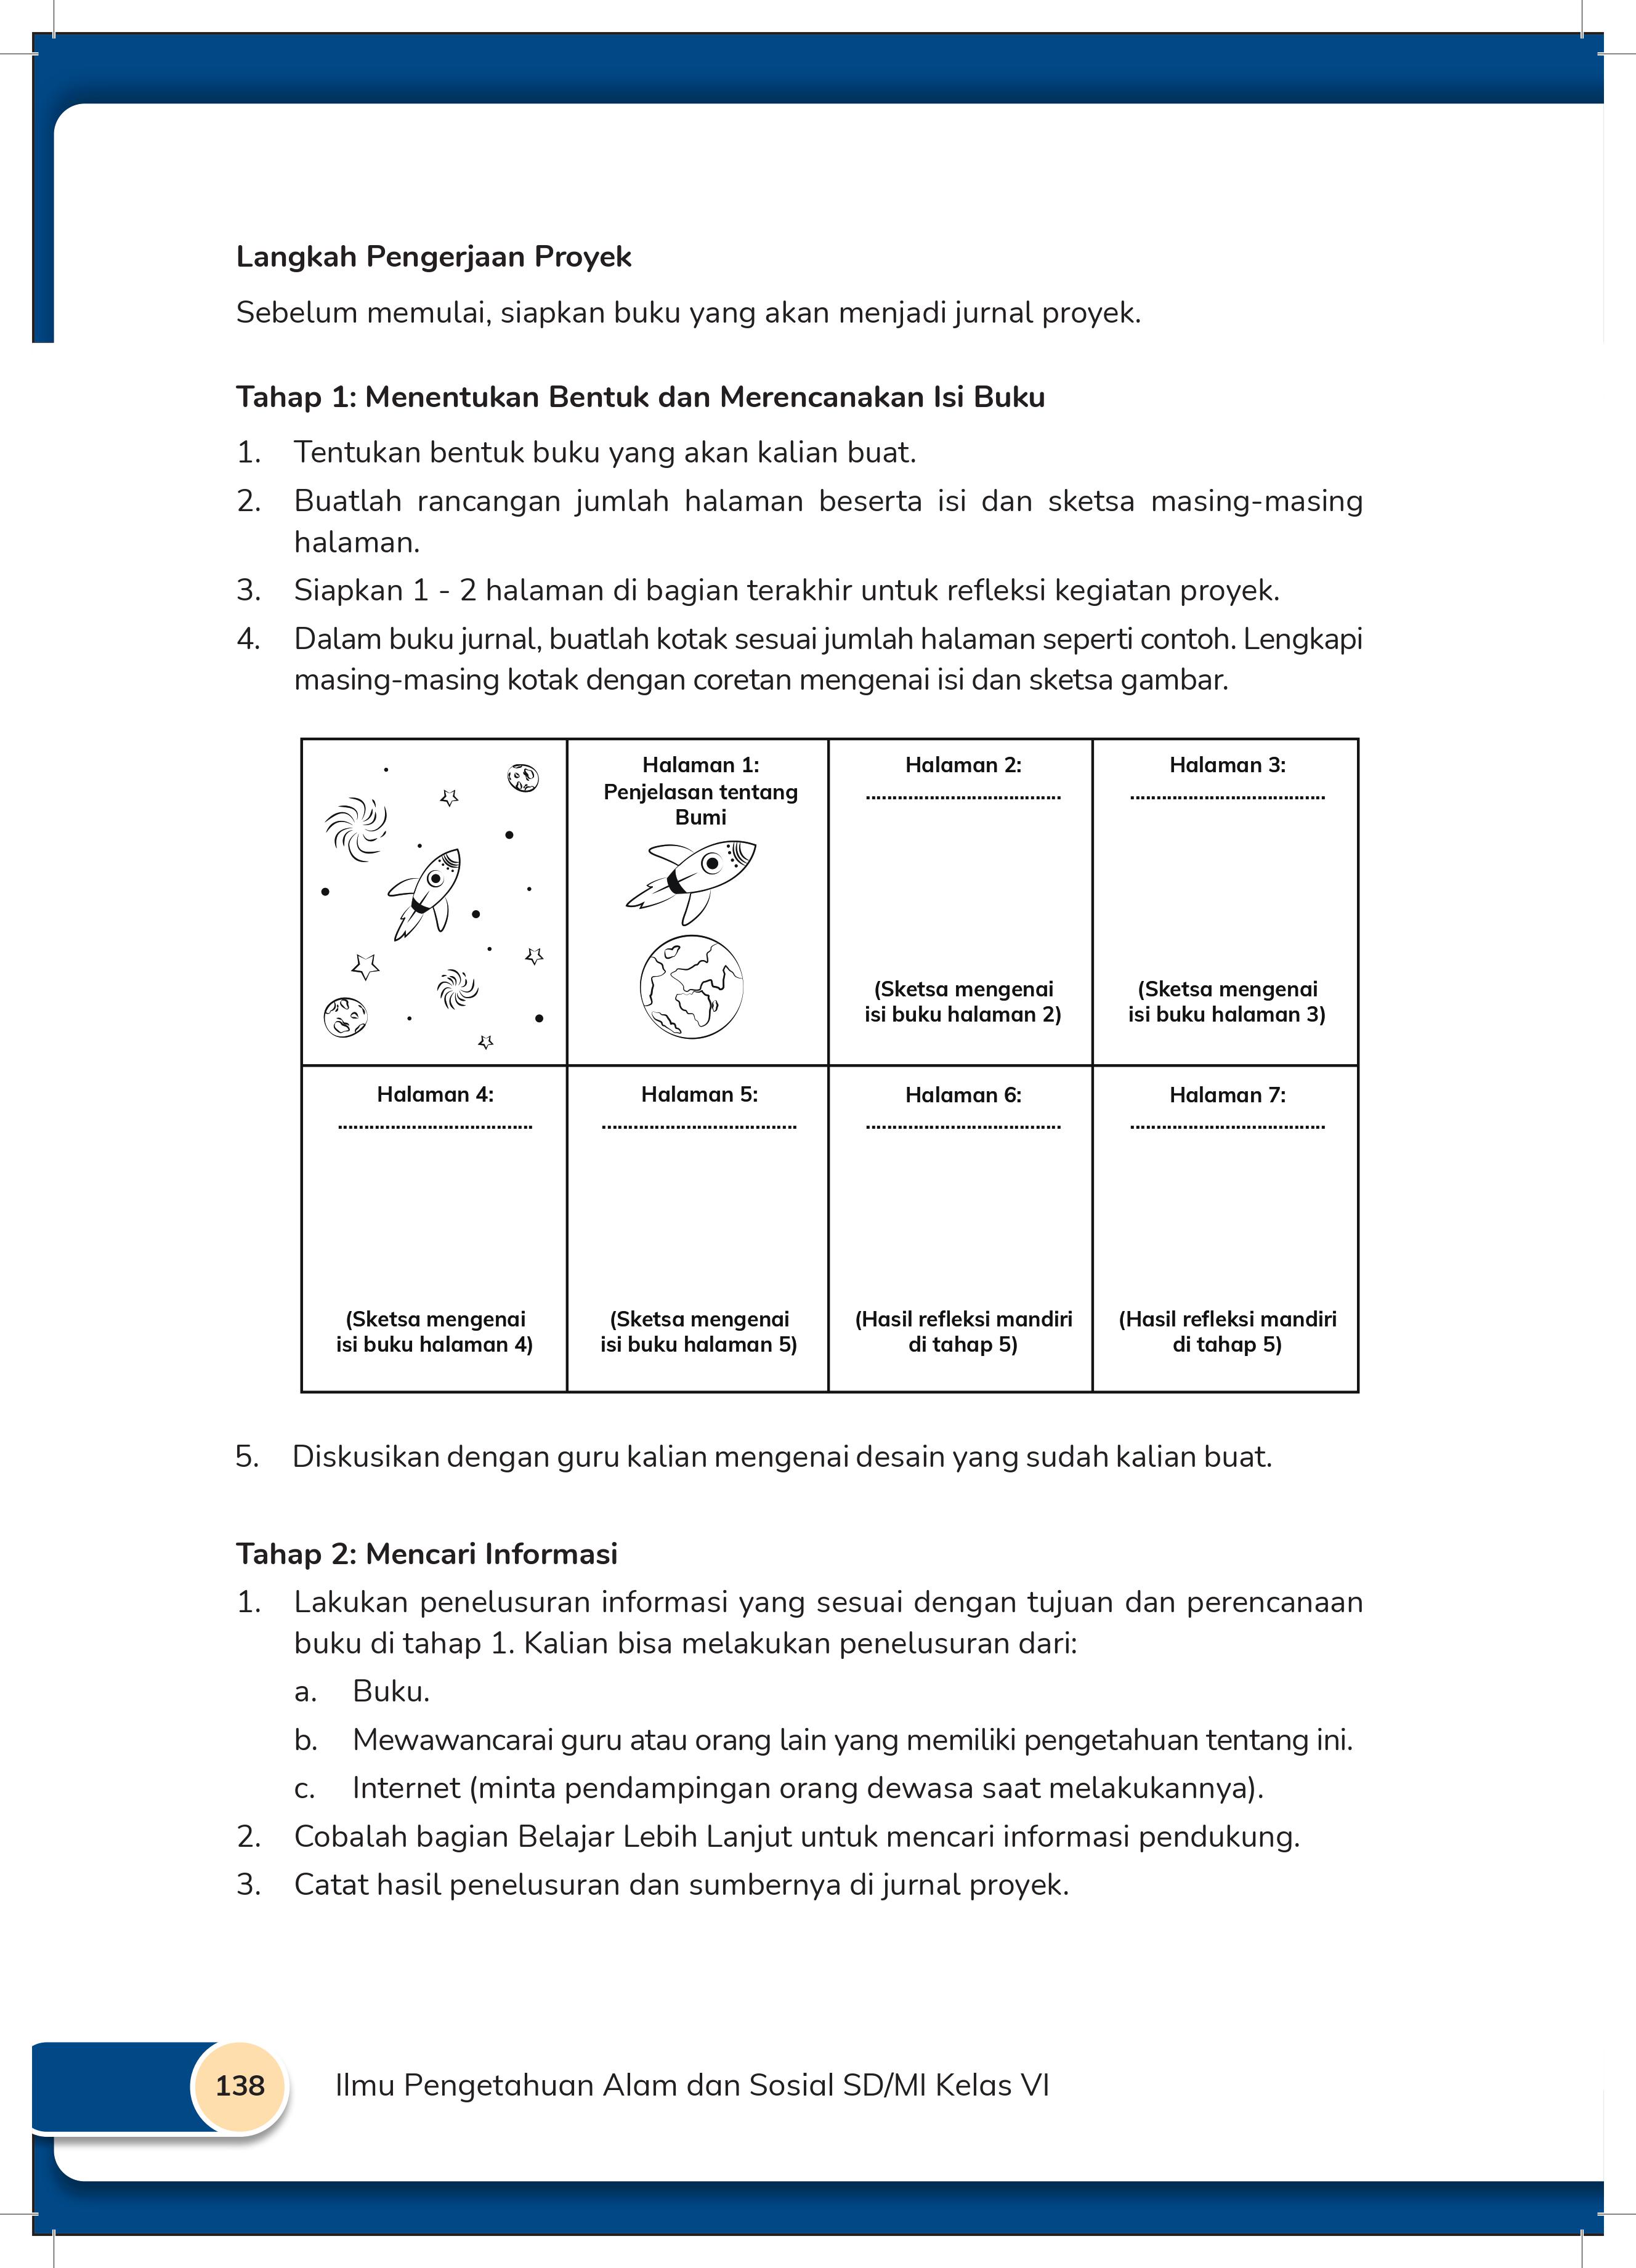 Langkah Pengerjaan Proyek
Sebelum memulai, siapkan buku yang akan menjadi jurnal proyek.
Tahap 1: Menentukan Bentuk dan Merencanakan Isi Buku
1. Tentukan bentuk buku yang akan kalian buat.
2. Buatlah rancangan jumlah halaman beserta isi dan sketsa masing-masing
halaman.
3. Siapkan 1 - 2 halaman di bagian terakhir untuk refleksi kegiatan proyek.
4. Dalam buku jurnal, buatlah kotak sesuai jumlah halaman seperti contoh. Lengkapi
masing-masing kotak dengan coretan mengenai isi dan sketsa gambar.
Halaman 1:
Penjelasan tentang
Bumi
Halaman 2:
.....................................
(Sketsa mengenai
isi buku halaman 2)
Halaman 3:
.....................................
(Sketsa mengenai
isi buku halaman 3)
Halaman 4:
.....................................
(Sketsa mengenai
isi buku halaman 4)
Halaman 5:
.....................................
(Sketsa mengenai
isi buku halaman 5)
Halaman 6:
.....................................
(Hasil refleksi mandiri
di tahap 5)
Halaman 7:
.....................................
(Hasil refleksi mandiri
di tahap 5)
5. Diskusikan dengan guru kalian mengenai desain yang sudah kalian buat.
Tahap 2: Mencari Informasi
1. Lakukan penelusuran informasi yang sesuai dengan tujuan dan perencanaan
buku di tahap 1. Kalian bisa melakukan penelusuran dari:
a. Buku.
b. Mewawancarai guru atau orang lain yang memiliki pengetahuan tentang ini.
c. Internet (minta pendampingan orang dewasa saat melakukannya).
2. Cobalah bagian Belajar Lebih Lanjut untuk mencari informasi pendukung.
3. Catat hasil penelusuran dan sumbernya di jurnal proyek.
138 Ilmu Pengetahuan Alam dan Sosial SD/MI Kelas VI